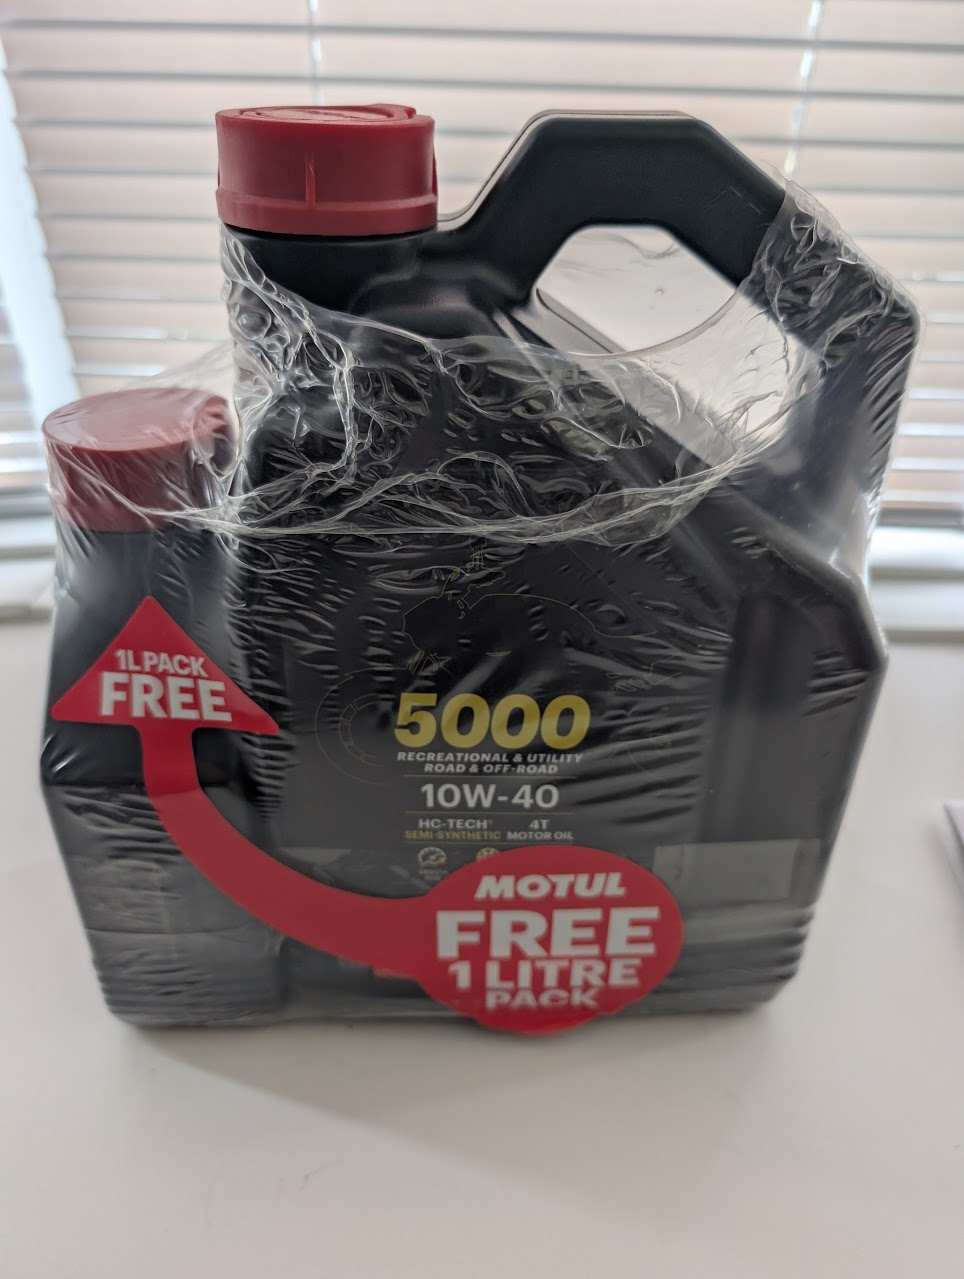 1L PACK
FREE
5000
RECREATIONAL & UTILITY
ROAD & OFF-ROAD
10W-40
HC-TECH®
SEMI-SYNTHETIC
4T
MOTOR OIL
MOTUL
FREE
1 LITRE
PACK